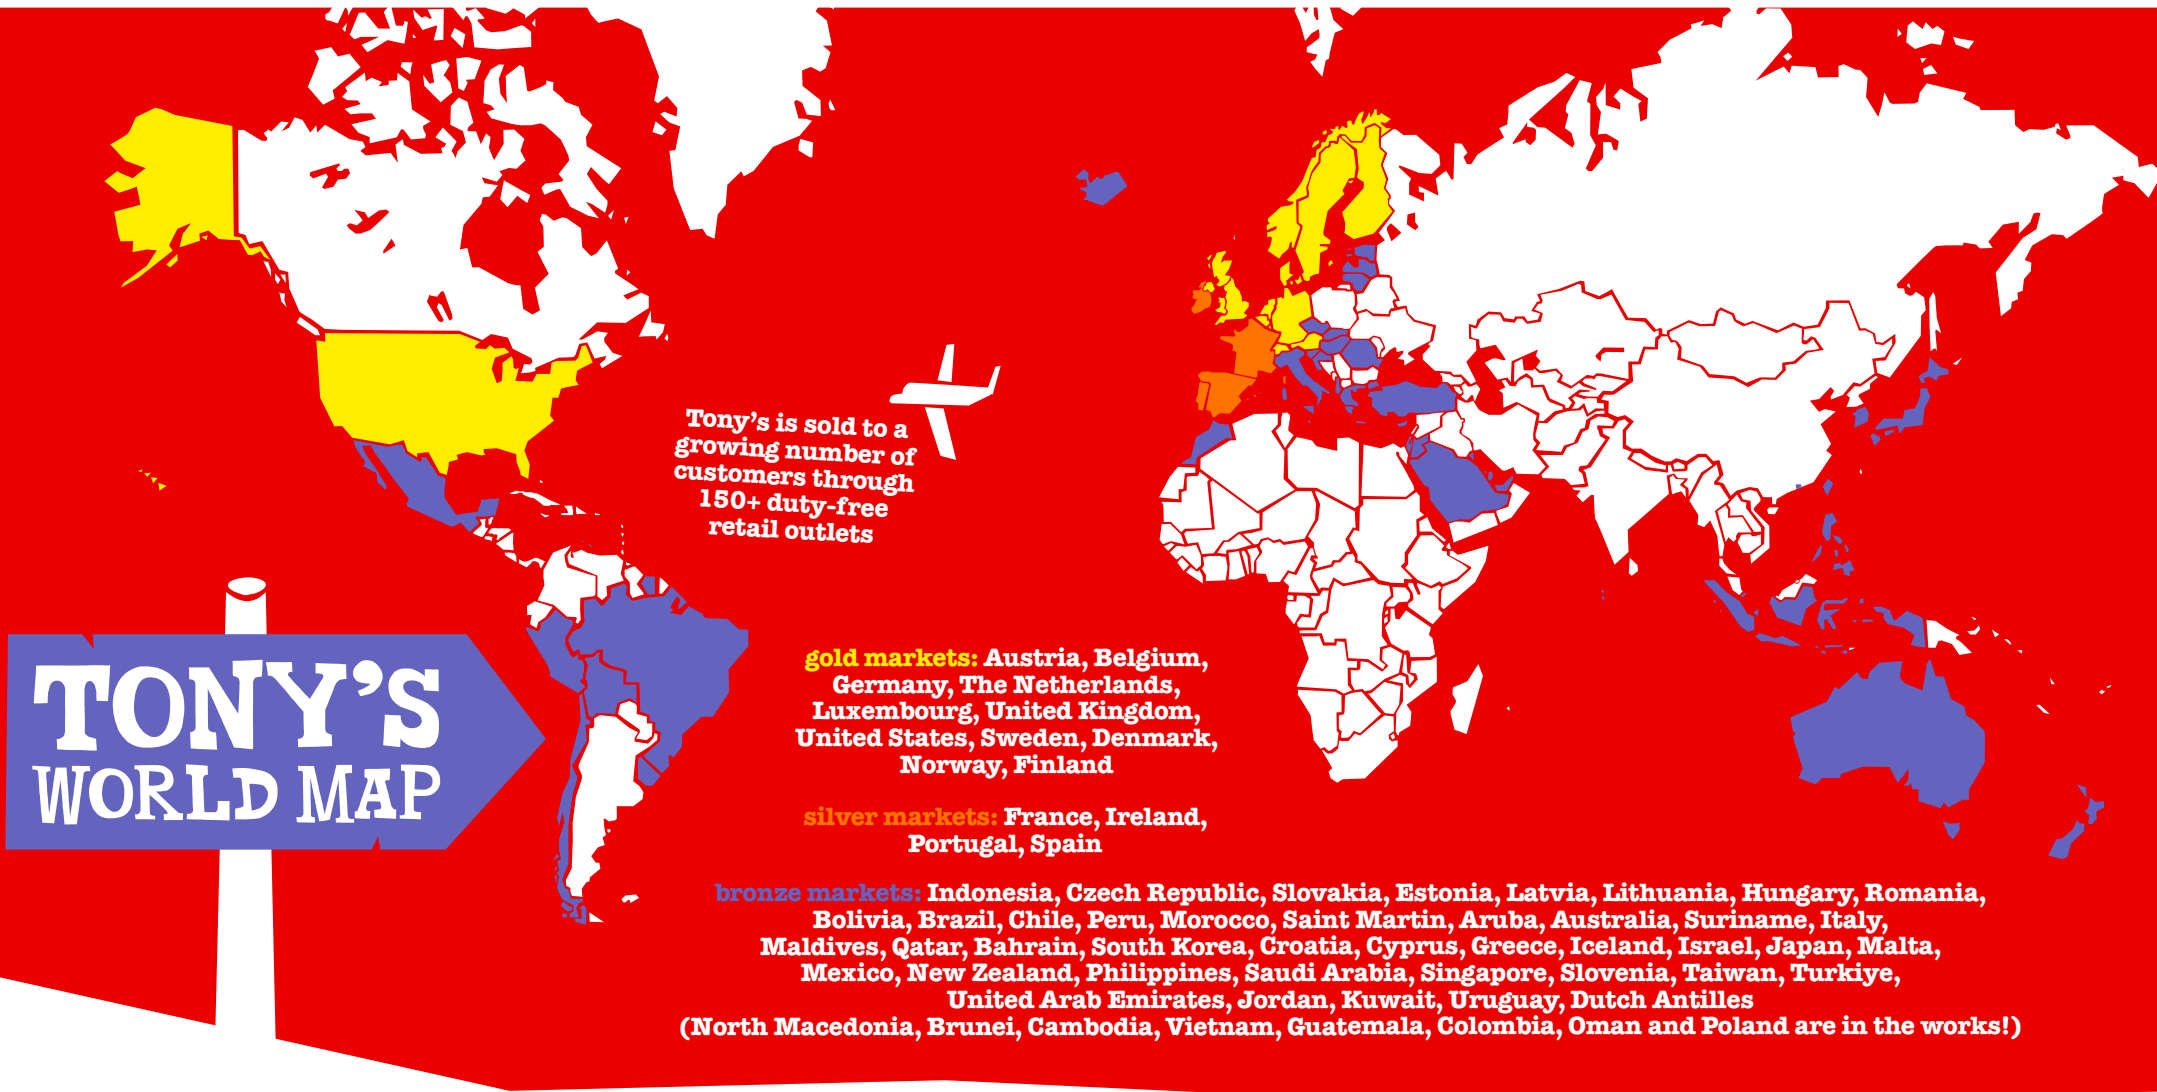 Tony's is sold to a
growing number of
customers through
150+ duty-free
retail outlets
TONY'S
WORLD MAP
gold markets: Austria, Belgium,
Germany, The Netherlands,
Luxembourg, United Kingdom,
United States, Sweden, Denmark,
Norway, Finland
silver markets: France, Ireland,
Portugal, Spain
bronze markets: Indonesia, Czech Republic, Slovakia, Estonia, Latvia, Lithuania, Hungary, Romania,
Bolivia, Brazil, Chile, Peru, Morocco, Saint Martin, Aruba, Australia, Suriname, Italy,
Maldives, Qatar, Bahrain, South Korea, Croatia, Cyprus, Greece, Iceland, Israel, Japan, Malta,
Mexico, New Zealand, Philippines, Saudi Arabia, Singapore, Slovenia, Taiwan, Turkiye,
United Arab Emirates, Jordan, Kuwait, Uruguay, Dutch Antilles
(North Macedonia, Brunei, Cambodia, Vietnam, Guatemala, Colombia, Oman and Poland are in the works!)